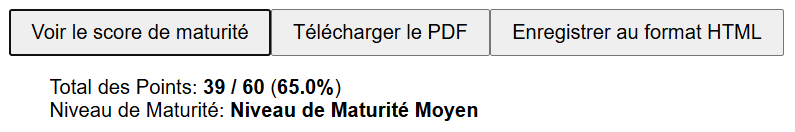 Voir le score de maturité Télécharger le PDF Enregistrer au format HTML
Total des Points: 39 / 60 (65.0%)
Niveau de Maturité: Niveau de Maturité Moyen